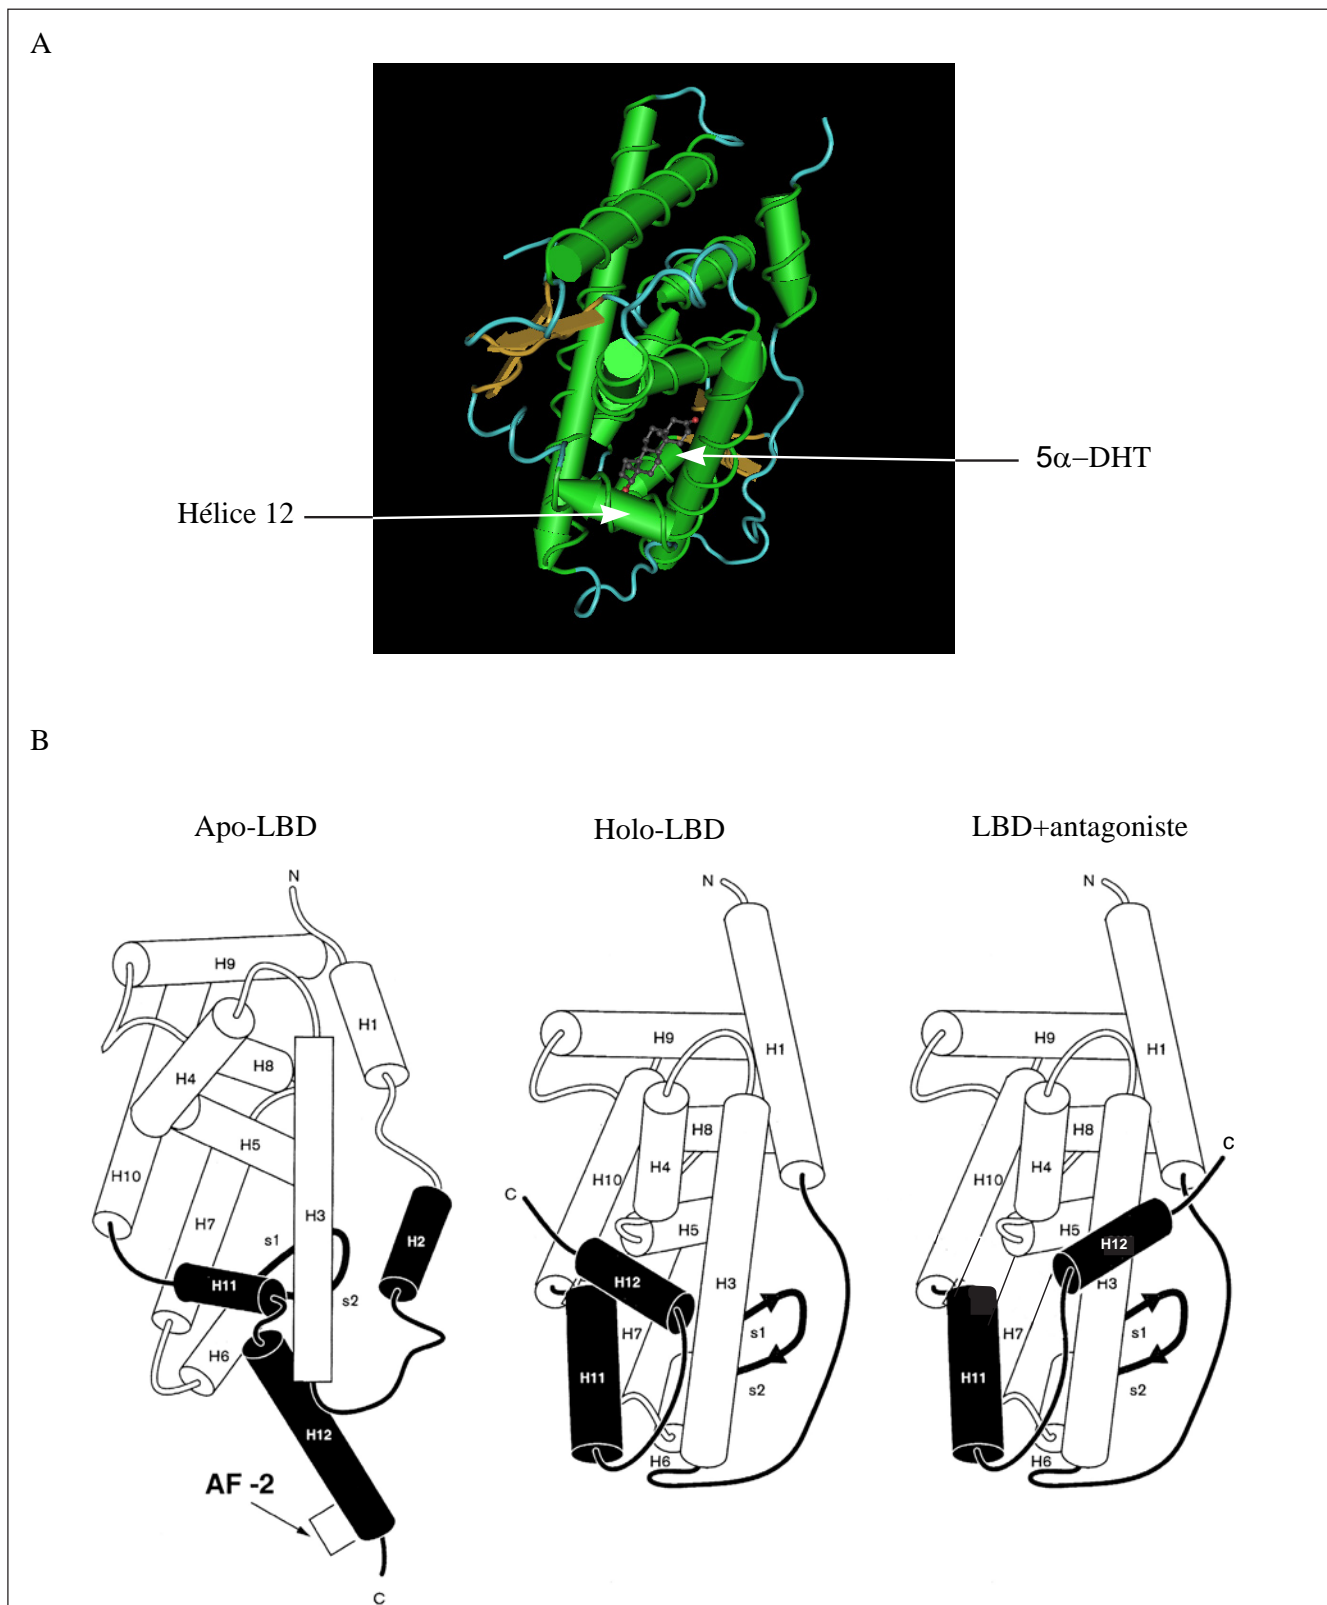 A
5α–DHT
Hélice 12
B
Apo-LBD
Holo-LBD
LBD+antagoniste
N
H9
H1
H4
H8
H5
H10
H7
H3
s1
H2
H11
s2
H6
H12
AF -2
C
N
H9
H1
H8
H4
H10
C
H5
H12
H3
H7
s1
H11
s2
H6
N
H9
H1
H8
C
H4
H10
H5
H12
H3
H7
s1
H11
s2
H6